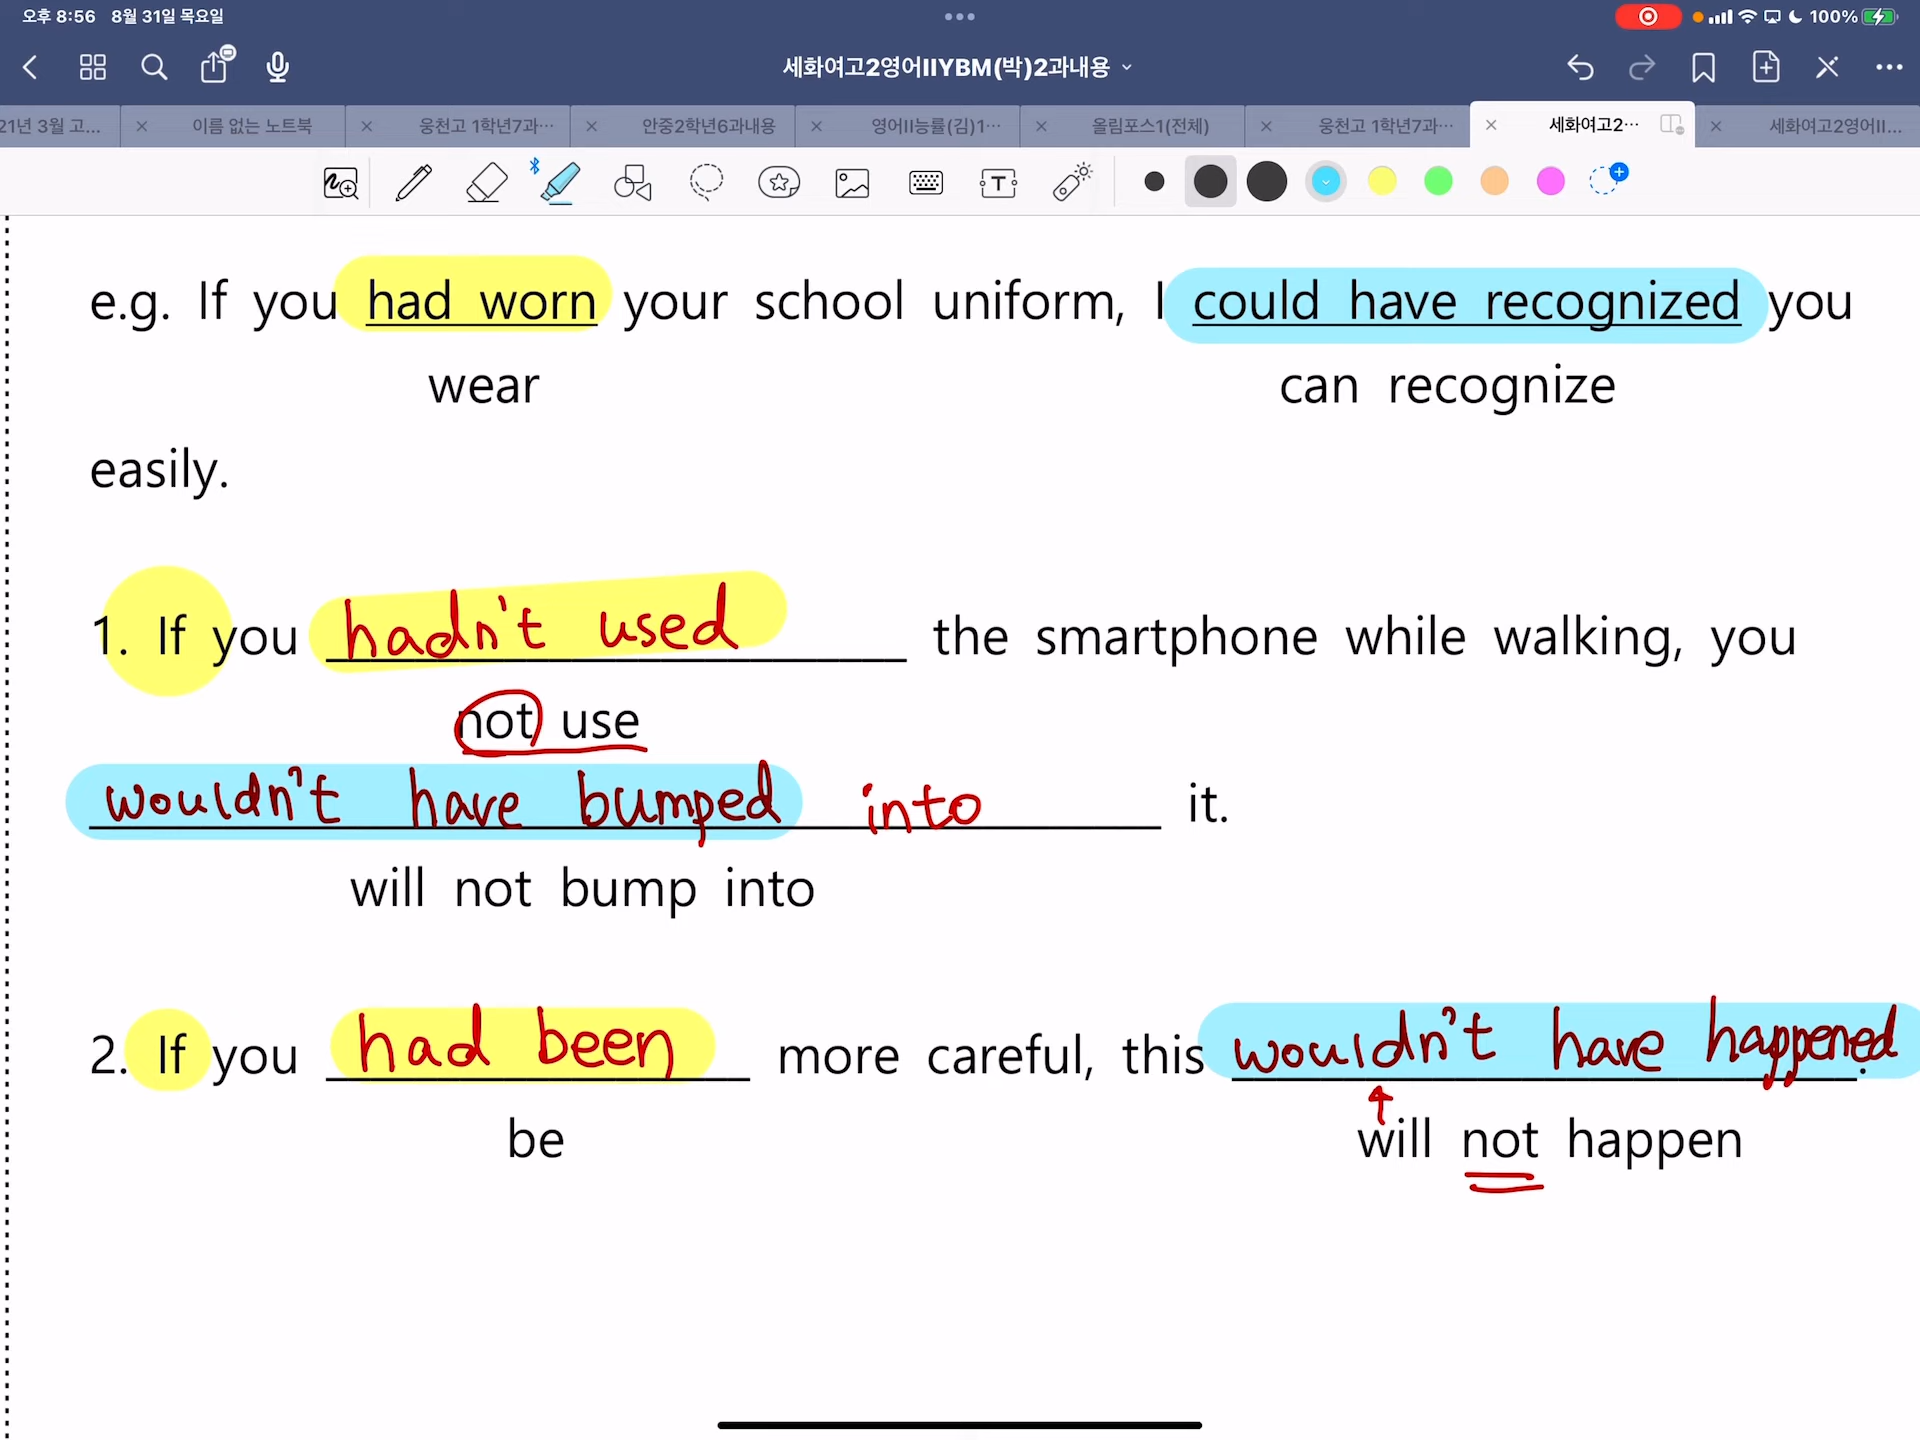 오후 8:56 8월 31일 목요일 100%
세화여고2영어IIYBM(박)2과내용
21년 3월 고... 이름 없는 노트북 웅천고 1학년7과... 안중2학년6과내용 영어II능률(김)1... 올림포스1(전체) 웅천고 1학년7과... 세화여고2... 세화여고2영어II...
e.g. If you had worn your school uniform, I could have recognized you
wear can recognize
easily.
1. If you hadn't used the smartphone while walking, you
not use
wouldn't have bumped into it.
will not bump into
2. If you had been more careful, this wouldn't have happened.
be will not happen